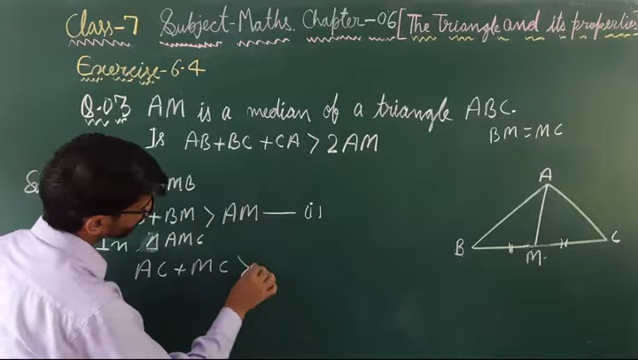 Class-7 Subject-Maths. Chapter-06 [The Triangle and its properties
Exercise-6.4
Q.03 AM is a median of a triangle ABC.
Is AB+BC+CA > 2AM
BM = MC
MB
+ BM > AM — (i)
In △ AMC
AC + MC >
A
B
M
C